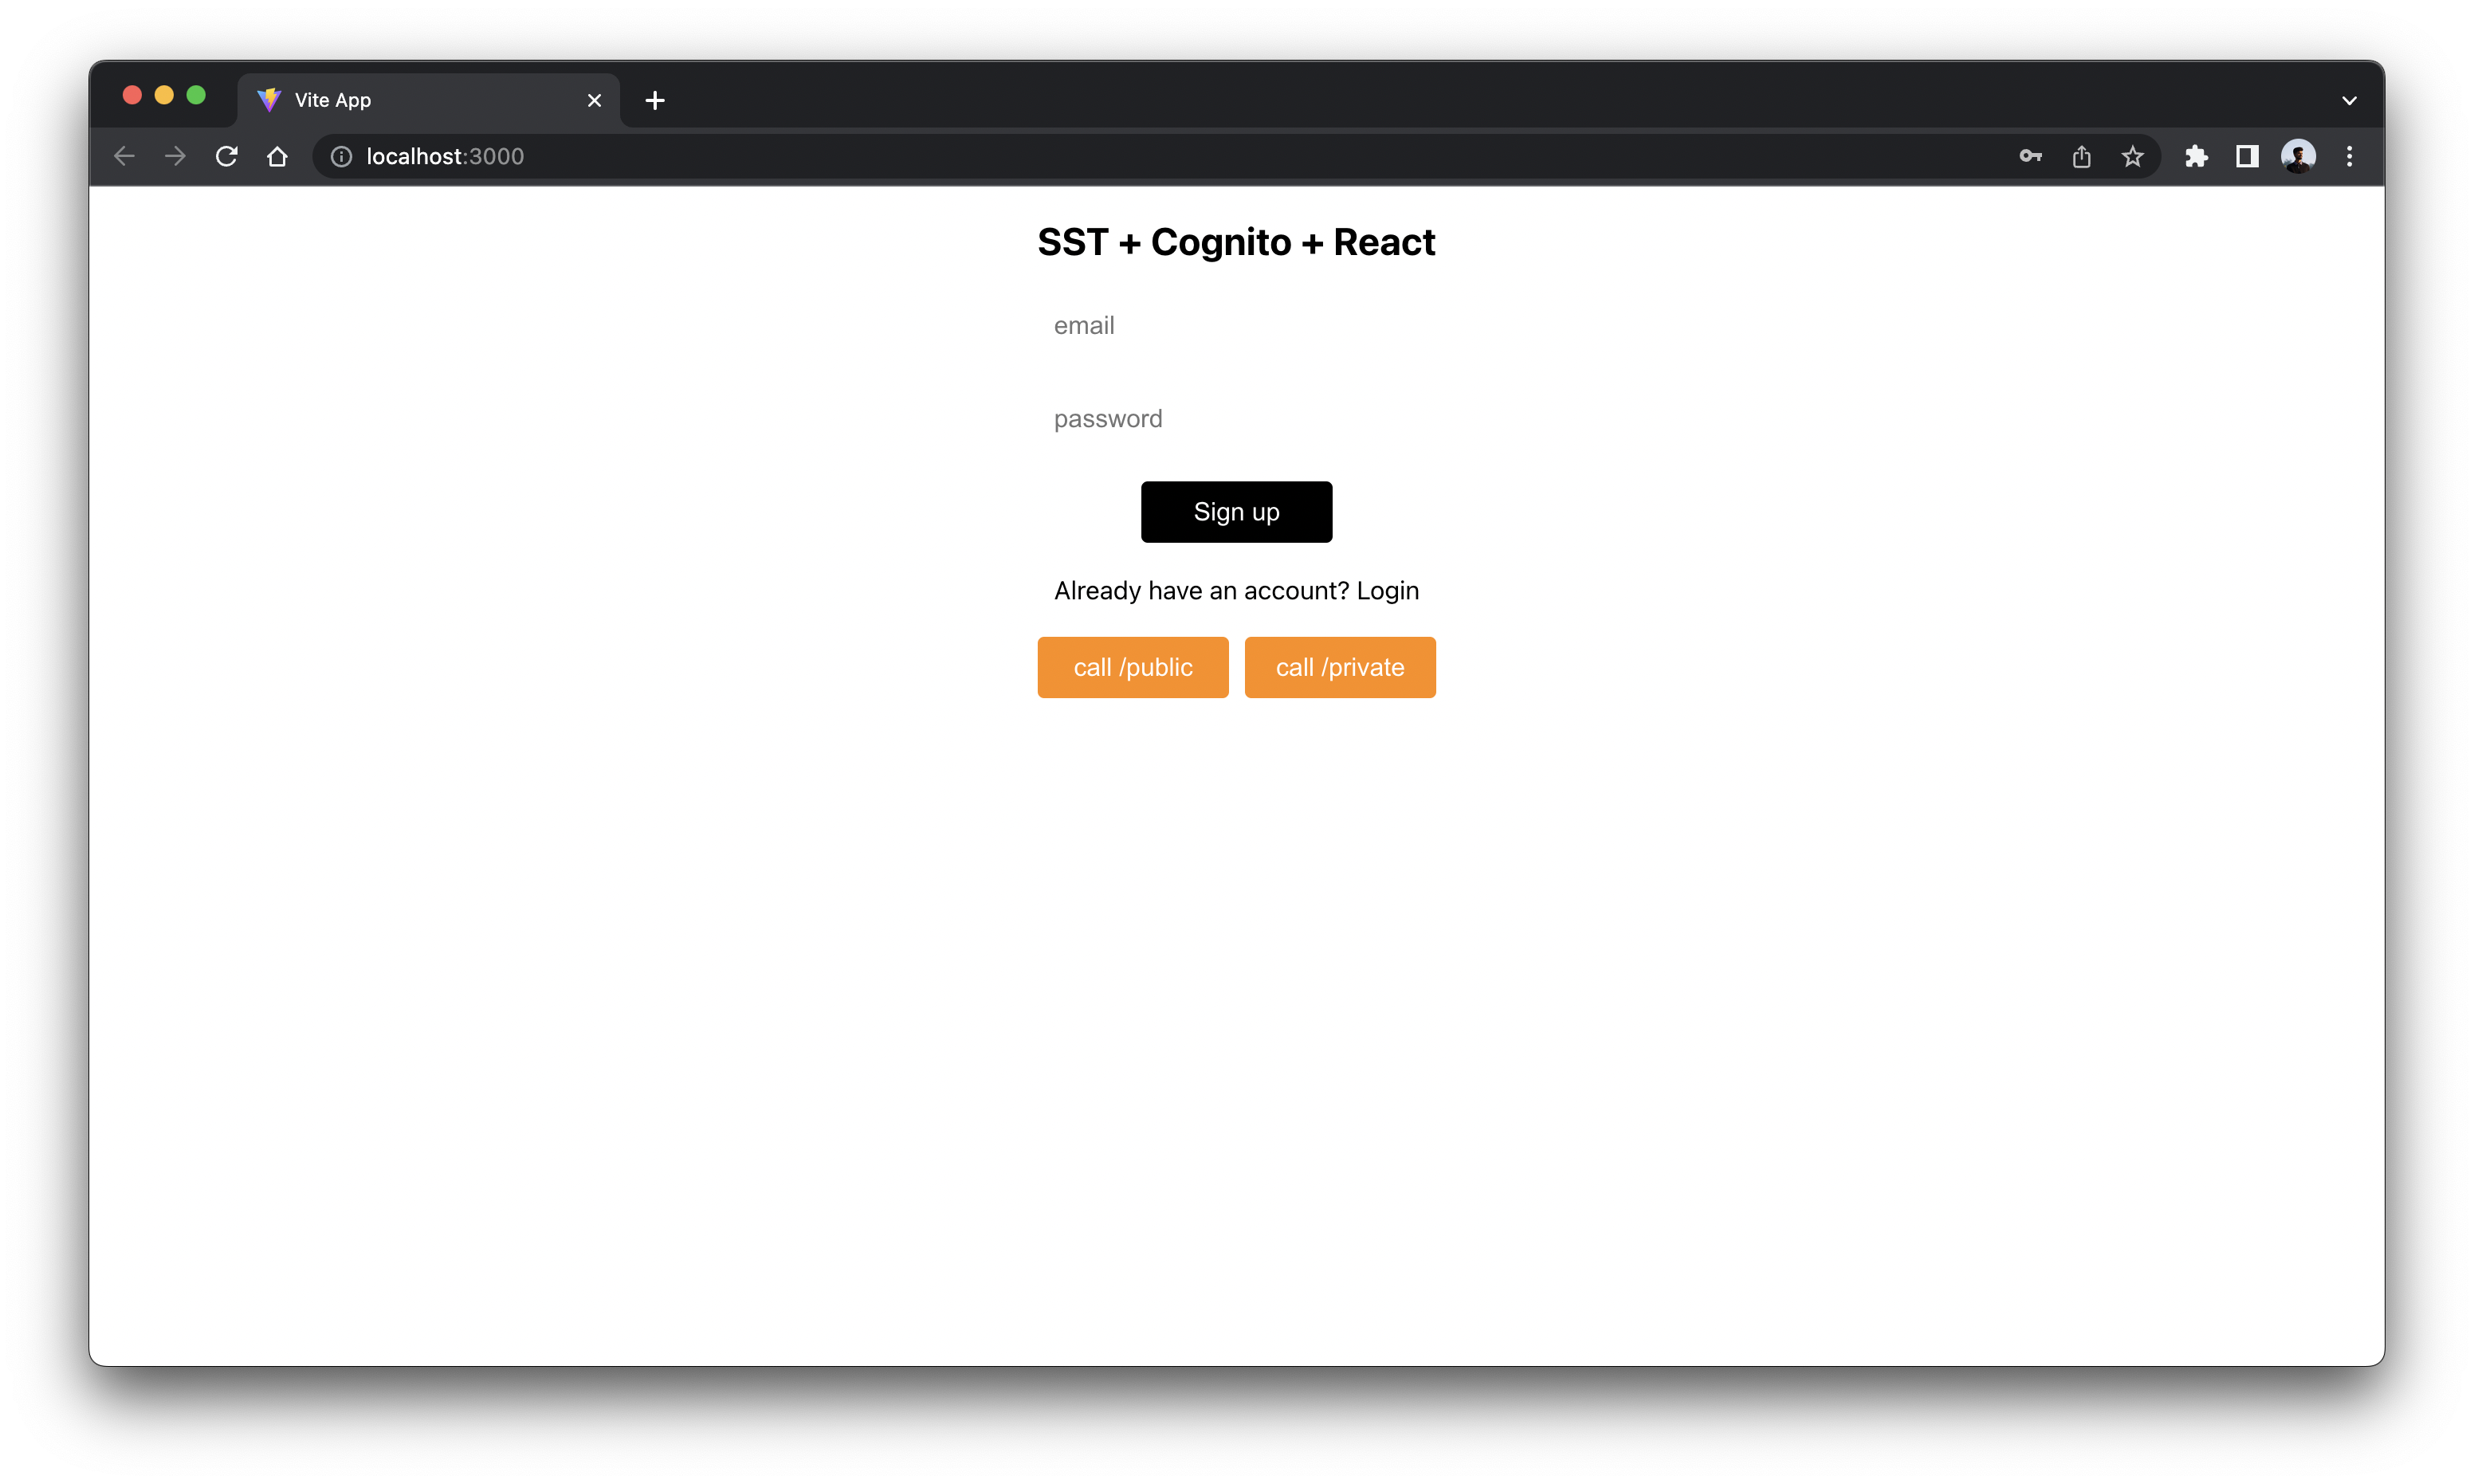 Vite App
localhost:3000
SST + Cognito + React
email
password
Sign up
Already have an account? Login
call /public call /private